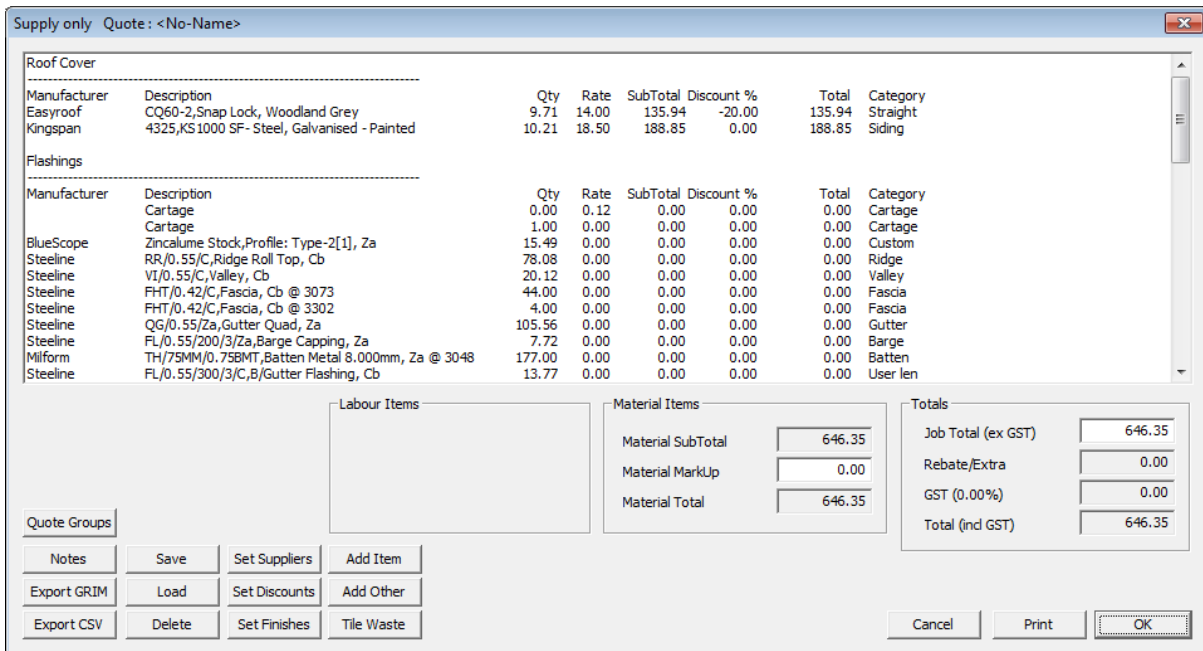 Supply only Quote : <No-Name>
Roof Cover
--------------------------------------------------------------------------------
Manufacturer Description Qty Rate SubTotal Discount % Total Category
Easyroof CQ60-2,Snap Lock, Woodland Grey 9.71 14.00 135.94 -20.00 135.94 Straight
Kingspan 4325,KS1000 SF- Steel, Galvanised - Painted 10.21 18.50 188.85 0.00 188.85 Siding
Flashings
--------------------------------------------------------------------------------
Manufacturer Description Qty Rate SubTotal Discount % Total Category
Cartage 0.00 0.12 0.00 0.00 0.00 Cartage
Cartage 1.00 0.00 0.00 0.00 0.00 Cartage
BlueScope Zincalume Stock,Profile: Type-2[1], Za 15.49 0.00 0.00 0.00 0.00 Custom
Steeline RR/0.55/C,Ridge Roll Top, Cb 78.08 0.00 0.00 0.00 0.00 Ridge
Steeline VI/0.55/C,Valley, Cb 20.12 0.00 0.00 0.00 0.00 Valley
Steeline FHT/0.42/C,Fascia, Cb @ 3073 44.00 0.00 0.00 0.00 0.00 Fascia
Steeline FHT/0.42/C,Fascia, Cb @ 3302 4.00 0.00 0.00 0.00 0.00 Fascia
Steeline QG/0.55/Za,Gutter Quad, Za 105.56 0.00 0.00 0.00 0.00 Gutter
Steeline FL/0.55/200/3/Za,Barge Capping, Za 7.72 0.00 0.00 0.00 0.00 Barge
Milform TH/75MM/0.75BMT,Batten Metal 8.000mm, Za @ 3048 177.00 0.00 0.00 0.00 0.00 Batten
Steeline FL/0.55/300/3/C,B/Gutter Flashing, Cb 13.77 0.00 0.00 0.00 0.00 User len
Labour Items
Material Items
Material SubTotal 646.35
Material MarkUp 0.00
Material Total 646.35
Totals
Job Total (ex GST) 646.35
Rebate/Extra 0.00
GST (0.00%) 0.00
Total (incl GST) 646.35
Quote Groups
Notes Save Set Suppliers Add Item
Export GRIM Load Set Discounts Add Other
Export CSV Delete Set Finishes Tile Waste
Cancel Print OK